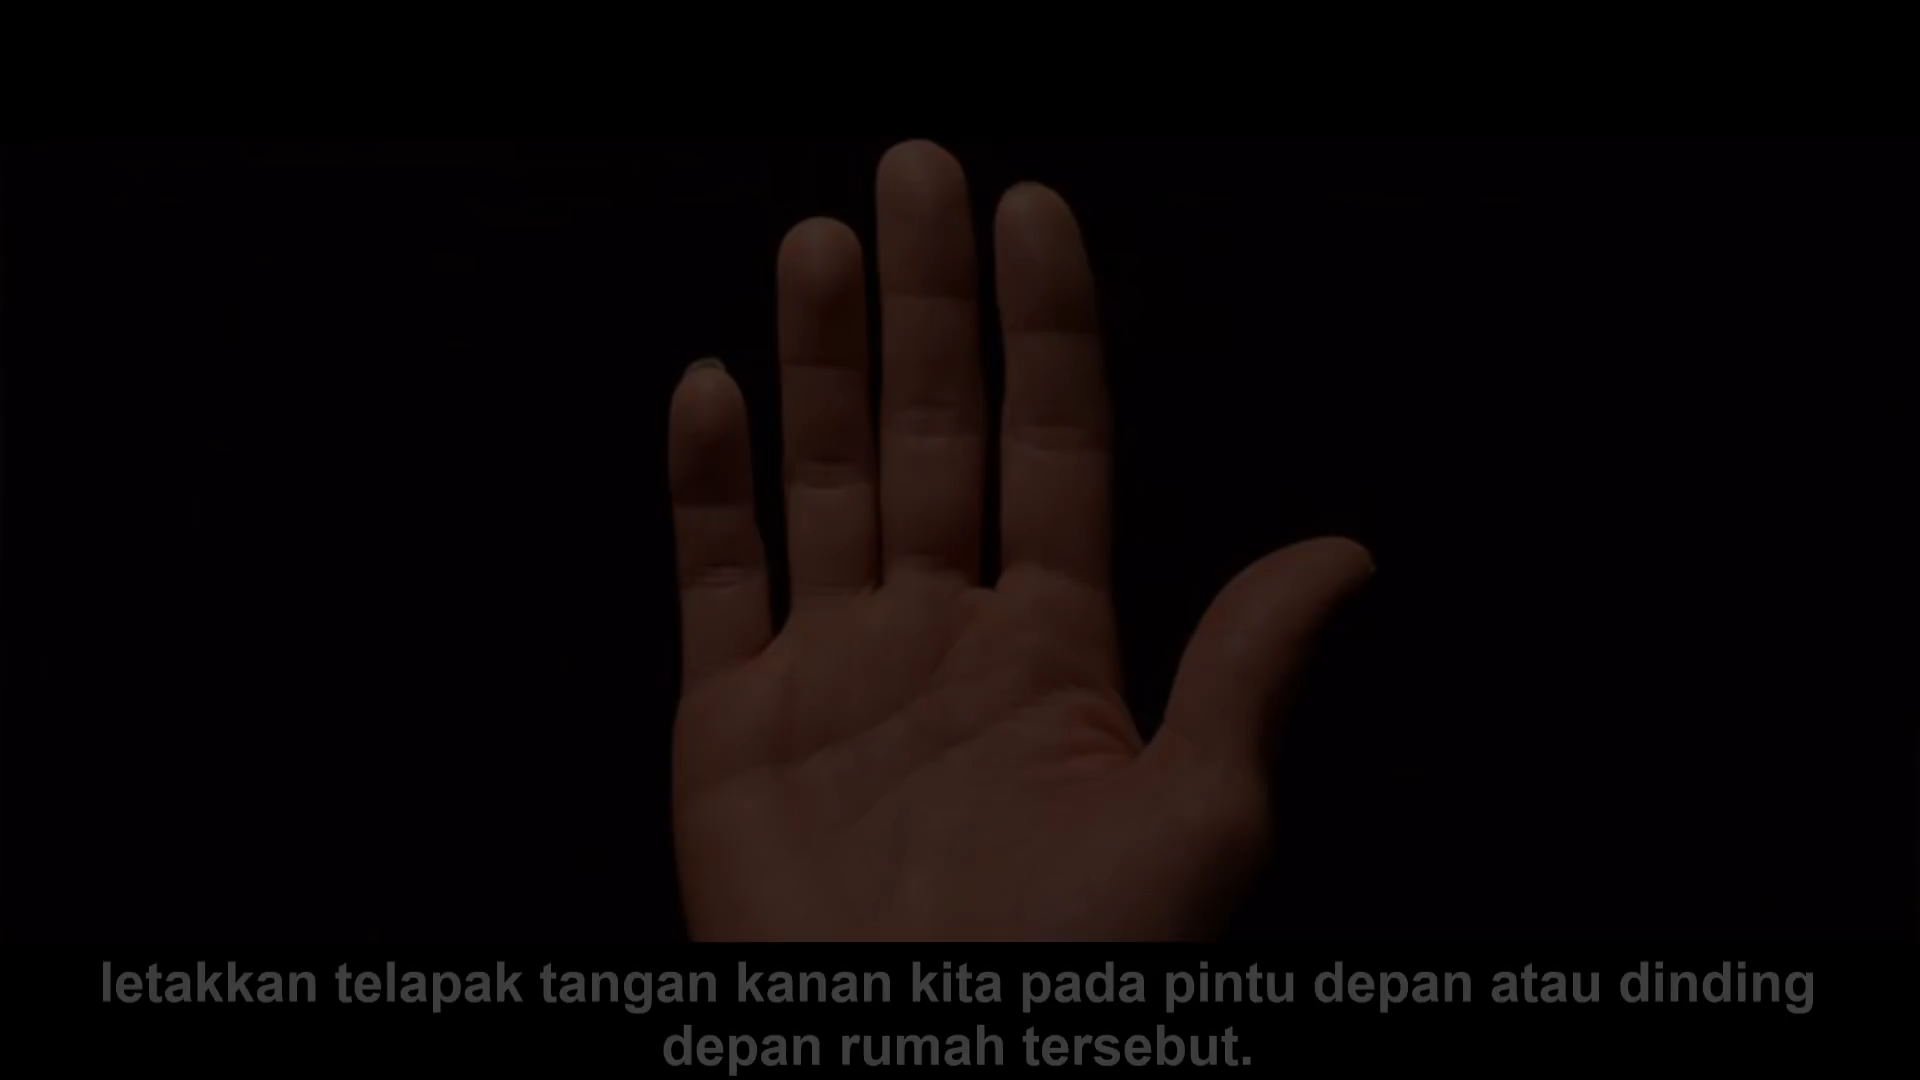 letakkan telapak tangan kanan kita pada pintu depan atau dinding
depan rumah tersebut.